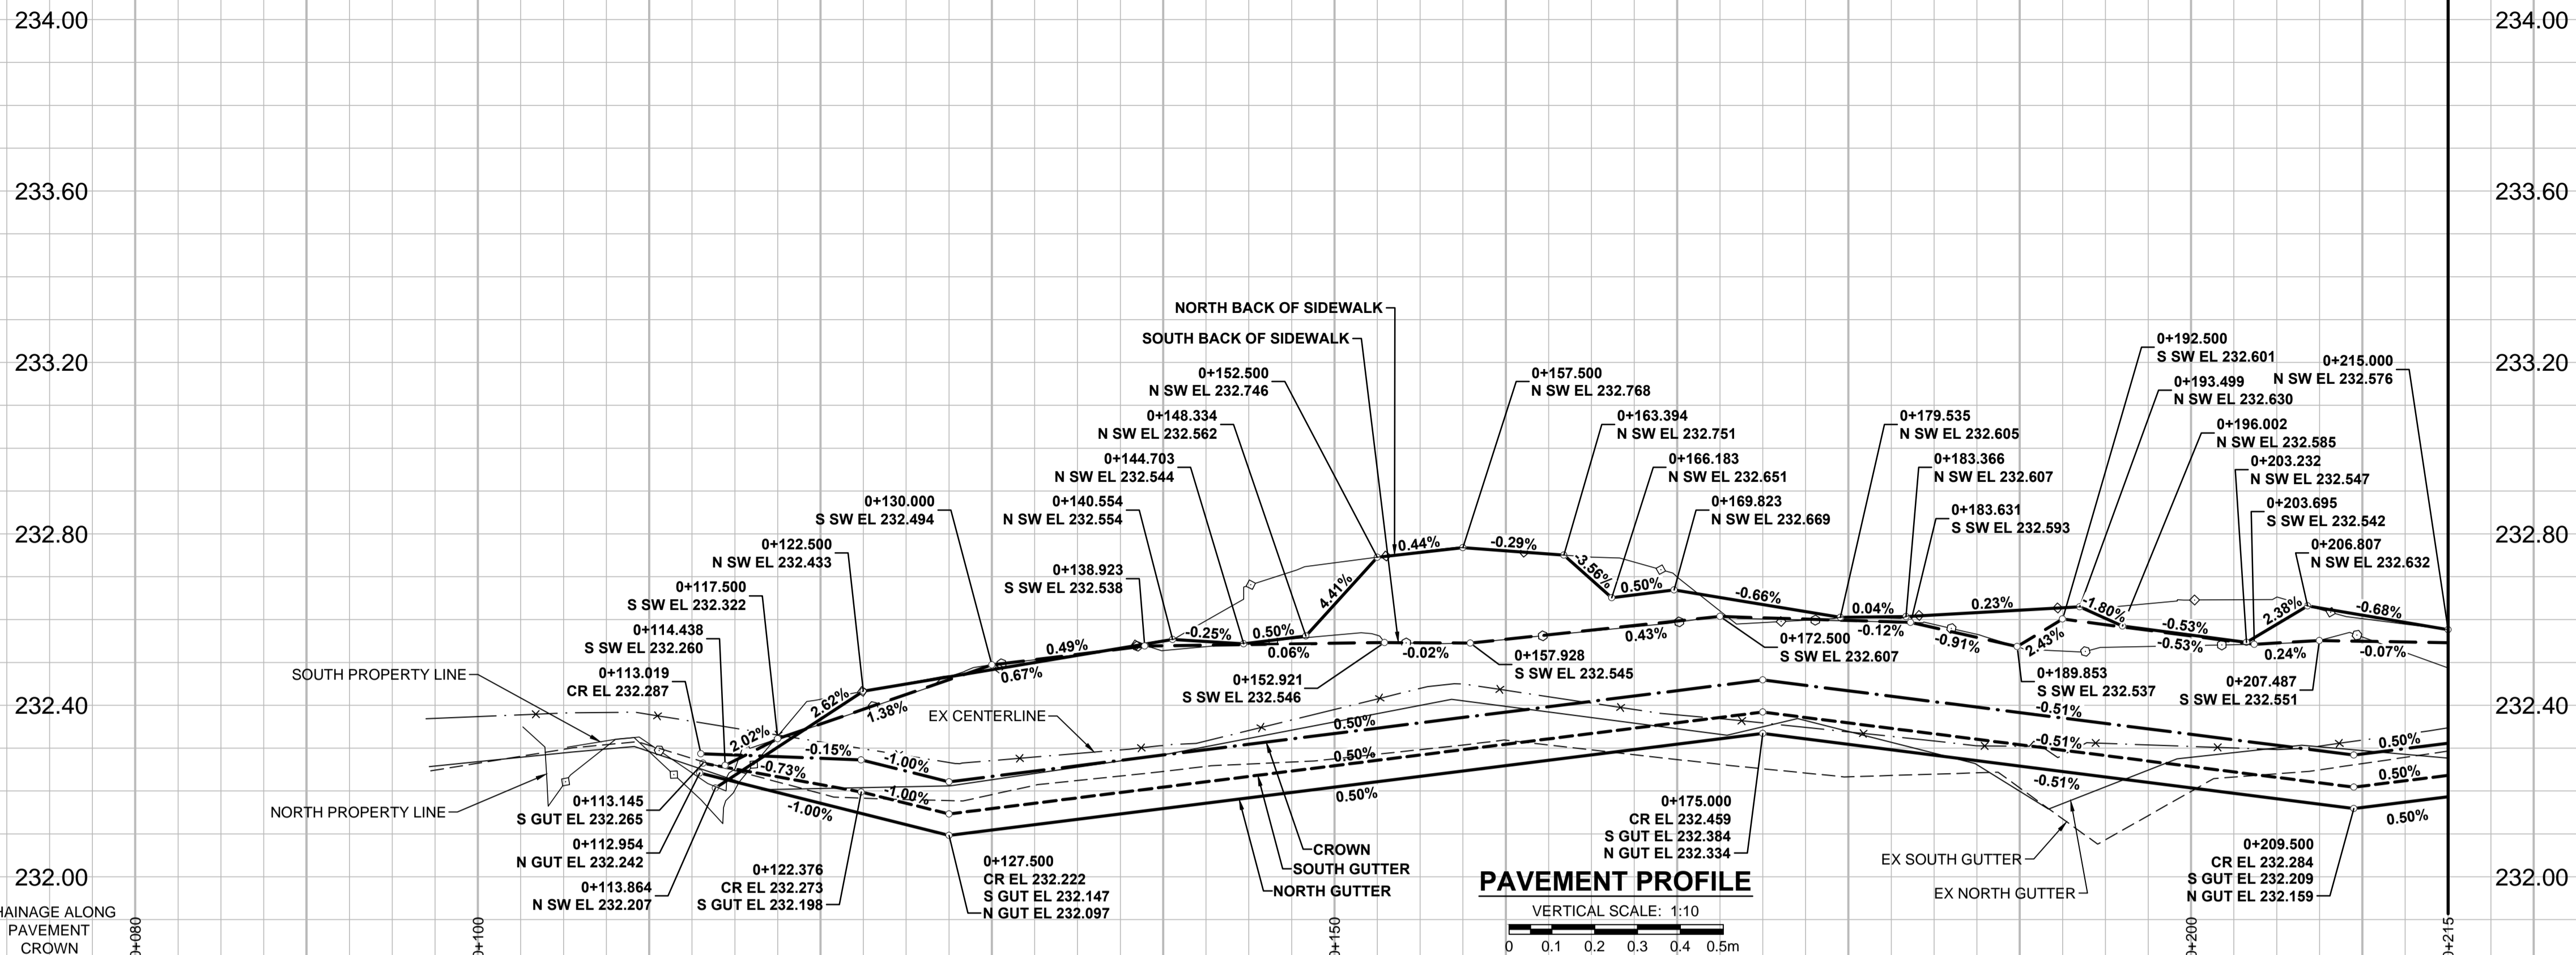 234.00
234.00
233.60
233.60
233.20
233.20
232.80
232.80
232.40
232.40
232.00
232.00
NORTH BACK OF SIDEWALK
SOUTH BACK OF SIDEWALK
0+152.500
N SW EL 232.746
0+148.334
N SW EL 232.562
0+144.703
N SW EL 232.544
0+140.554
N SW EL 232.554
0+130.000
S SW EL 232.494
0+138.923
S SW EL 232.538
0+122.500
N SW EL 232.433
0+117.500
S SW EL 232.322
0+114.438
S SW EL 232.260
0+113.019
CR EL 232.287
0+157.500
N SW EL 232.768
0+163.394
N SW EL 232.751
0+166.183
N SW EL 232.651
0+169.823
N SW EL 232.669
0+179.535
N SW EL 232.605
0+183.366
N SW EL 232.607
0+183.631
S SW EL 232.593
0+192.500
S SW EL 232.601
0+193.499
N SW EL 232.630
0+215.000
N SW EL 232.576
0+196.002
N SW EL 232.585
0+203.232
N SW EL 232.547
0+203.695
S SW EL 232.542
0+206.807
N SW EL 232.632
2.02%
2.62%
1.38%
0.49%
0.67%
-0.25%
0.50%
0.06%
4.41%
0.44%
-0.29%
-3.56%
0.50%
-0.66%
0.04%
0.23%
-1.80%
-0.53%
2.38%
-0.68%
-0.02%
0.43%
-0.12%
-0.91%
2.43%
-0.53%
0.24%
-0.07%
0+152.921
S SW EL 232.546
0+157.928
S SW EL 232.545
0+172.500
S SW EL 232.607
0+189.853
S SW EL 232.537
0+207.487
S SW EL 232.551
SOUTH PROPERTY LINE
NORTH PROPERTY LINE
EX CENTERLINE
-0.15%
-1.00%
0.50%
-0.51%
0.50%
-0.73%
-1.00%
0.50%
-0.51%
0.50%
-1.00%
0.50%
-0.51%
0.50%
0+113.145
S GUT EL 232.265
0+112.954
N GUT EL 232.242
0+113.864
N SW EL 232.207
0+122.376
CR EL 232.273
S GUT EL 232.198
0+127.500
CR EL 232.222
S GUT EL 232.147
N GUT EL 232.097
CROWN
SOUTH GUTTER
NORTH GUTTER
0+175.000
CR EL 232.459
S GUT EL 232.384
N GUT EL 232.334
EX SOUTH GUTTER
EX NORTH GUTTER
0+209.500
CR EL 232.284
S GUT EL 232.209
N GUT EL 232.159
PAVEMENT PROFILE
VERTICAL SCALE: 1:10
0 0.1 0.2 0.3 0.4 0.5m
PAVEMENT
CROWN
ALONG